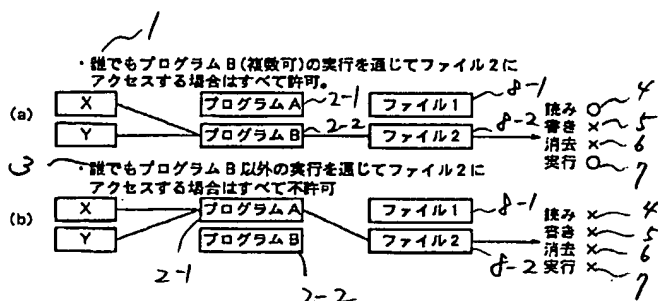 1
・誰でもプログラムB(複数可)の実行を通じてファイル2に
アクセスする場合はすべて許可。
(a) X プログラムA 2-1 ファイル1 8-1
Y プログラムB 2-2 ファイル2 8-2
読み ○ 4
書き × 5
消去 × 6
実行 ○ 7
3 ・誰でもプログラムB以外の実行を通じてファイル2に
アクセスする場合はすべて不許可
(b) X プログラムA ファイル1 8-1
Y プログラムB ファイル2 8-2
2-1 2-2
読み × 4
書き × 5
消去 × 6
実行 × 7